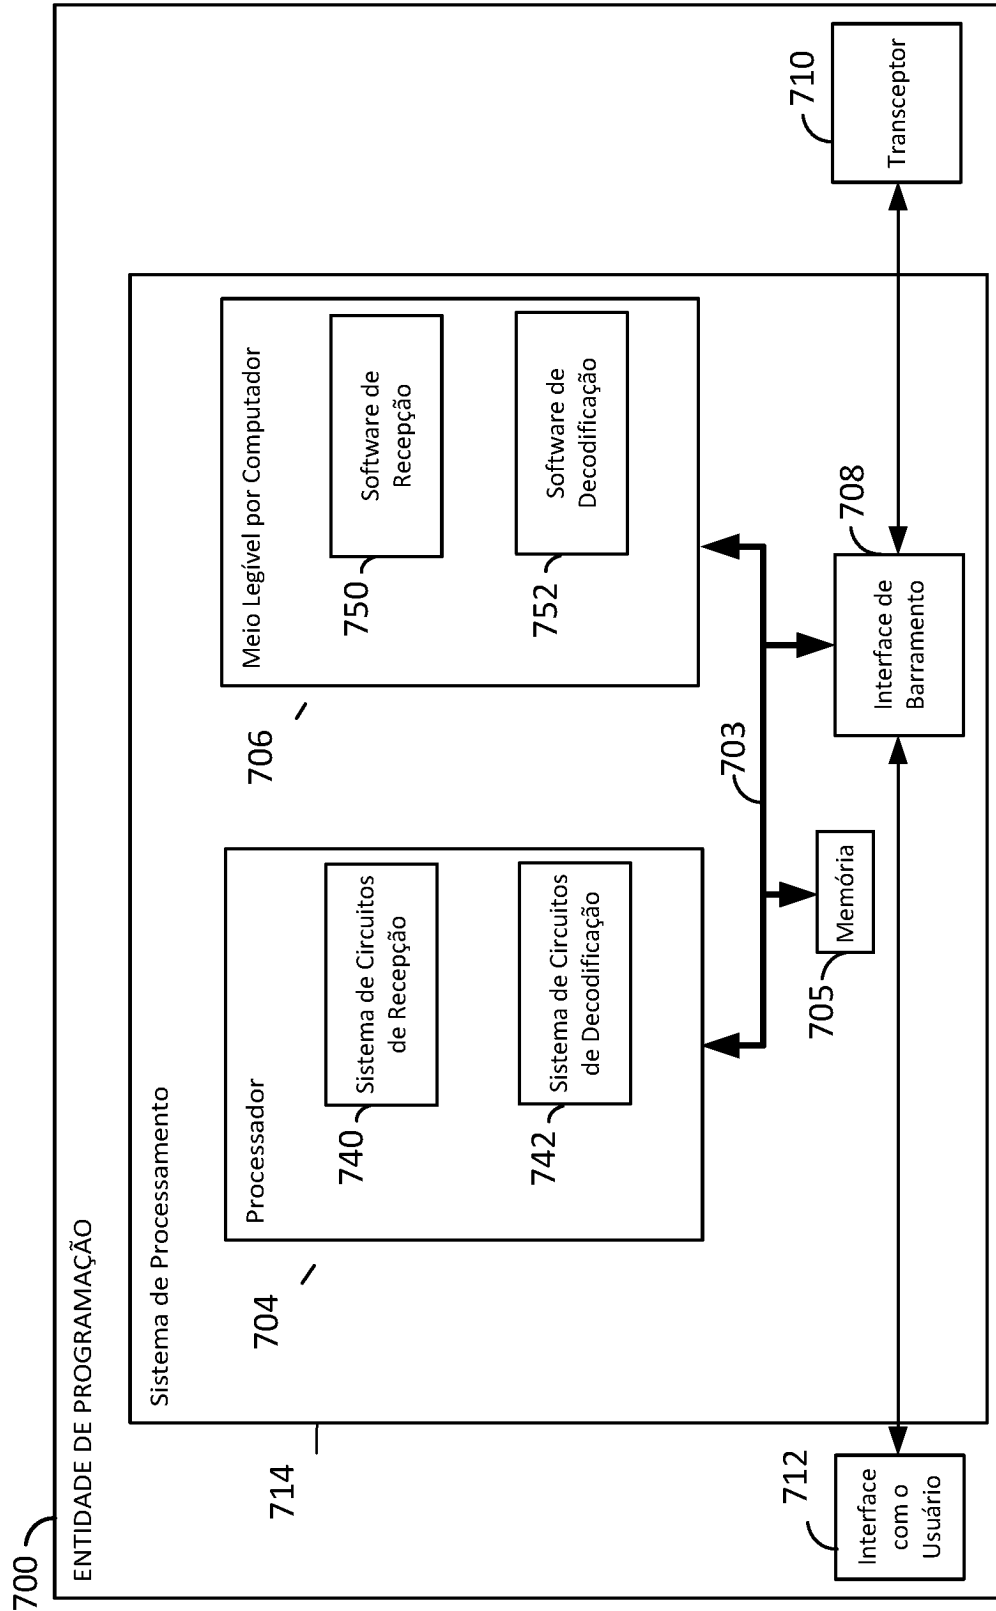 700
ENTIDADE DE PROGRAMAÇÃO
714
Sistema de Processamento
704
Processador
740
Sistema de Circuitos
de Recepção
742
Sistema de Circuitos
de Decodificação
706
Meio Legível por Computador
750
Software de
Recepção
752
Software de
Decodificação
703
705
Memória
708
Interface de
Barramento
712
Interface
com o
Usuário
710
Transceptor